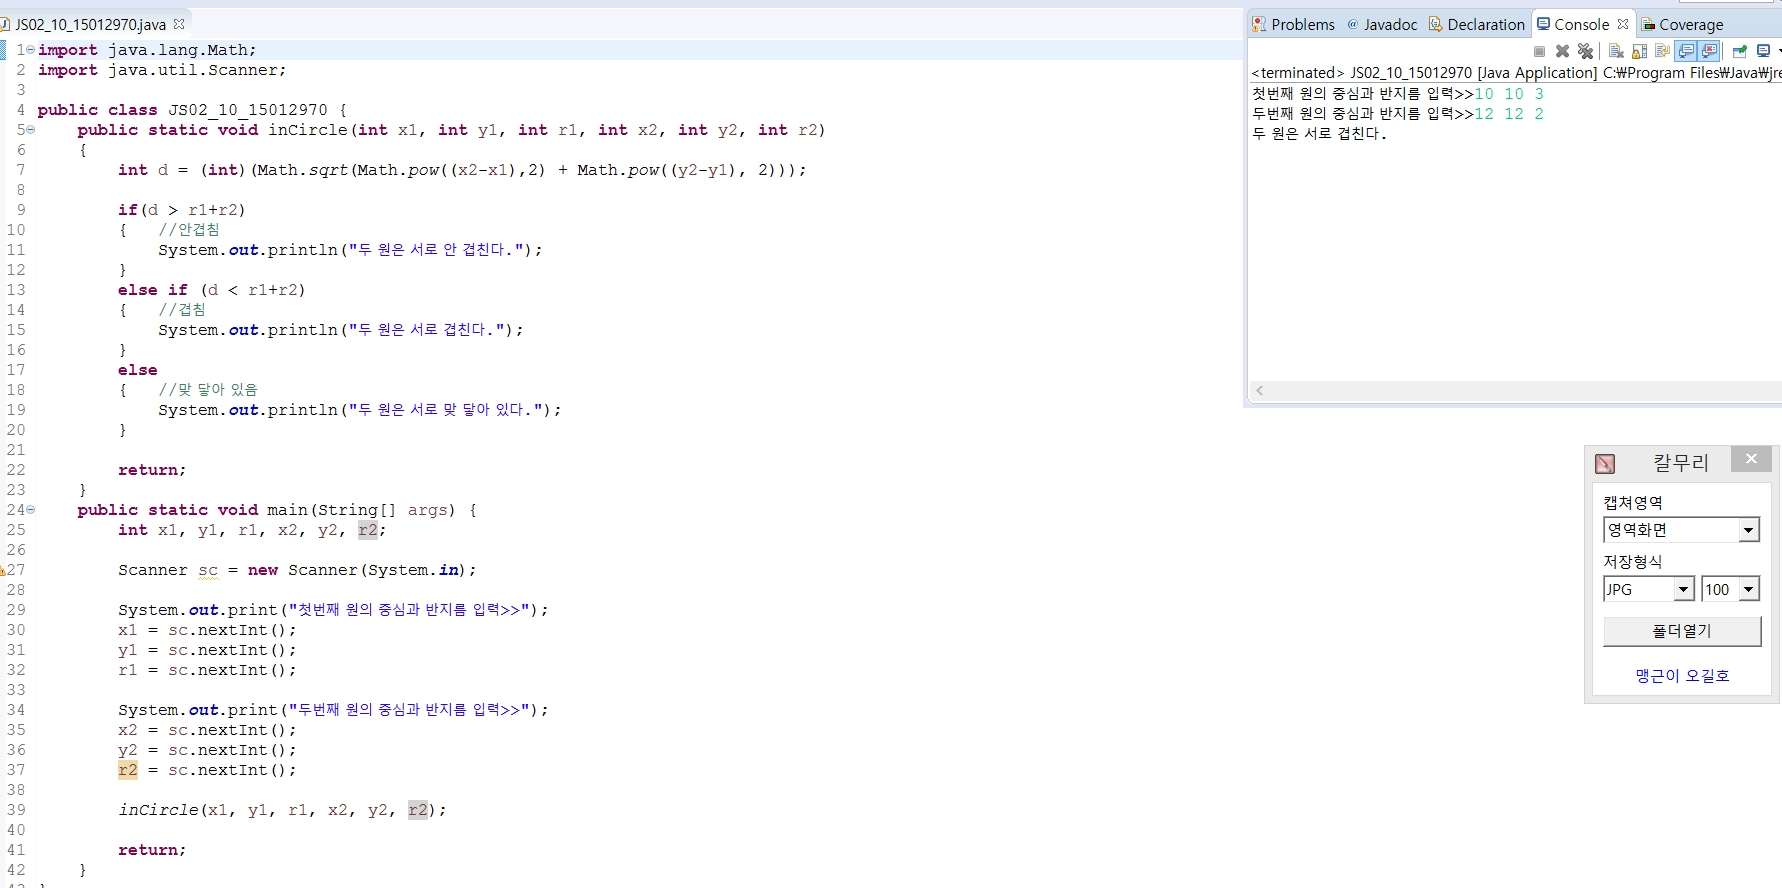 JS02_10_15012970.java
1 import java.lang.Math;
2 import java.util.Scanner;
3
4 public class JS02_10_15012970 {
5     public static void inCircle(int x1, int y1, int r1, int x2, int y2, int r2)
6     {
7         int d = (int)(Math.sqrt(Math.pow((x2-x1),2) + Math.pow((y2-y1), 2)));
8
9         if(d > r1+r2)
10         {   //안겹침
11             System.out.println("두 원은 서로 안 겹친다.");
12         }
13         else if (d < r1+r2)
14         {   //겹침
15             System.out.println("두 원은 서로 겹친다.");
16         }
17         else
18         {   //맞 닿아 있음
19             System.out.println("두 원은 서로 맞 닿아 있다.");
20         }
21
22         return;
23     }
24     public static void main(String[] args) {
25         int x1, y1, r1, x2, y2, r2;
26
27         Scanner sc = new Scanner(System.in);
28
29         System.out.print("첫번째 원의 중심과 반지름 입력>>");
30         x1 = sc.nextInt();
31         y1 = sc.nextInt();
32         r1 = sc.nextInt();
33
34         System.out.print("두번째 원의 중심과 반지름 입력>>");
35         x2 = sc.nextInt();
36         y2 = sc.nextInt();
37         r2 = sc.nextInt();
38
39         inCircle(x1, y1, r1, x2, y2, r2);
40
41         return;
42     }
Problems @ Javadoc Declaration Console Coverage
<terminated> JS02_10_15012970 [Java Application] C:₩Program Files₩Java₩jre
첫번째 원의 중심과 반지름 입력>>10 10 3
두번째 원의 중심과 반지름 입력>>12 12 2
두 원은 서로 겹친다.
칼무리
캡쳐영역
영역화면
저장형식
JPG 100
폴더열기
맹근이 오길호